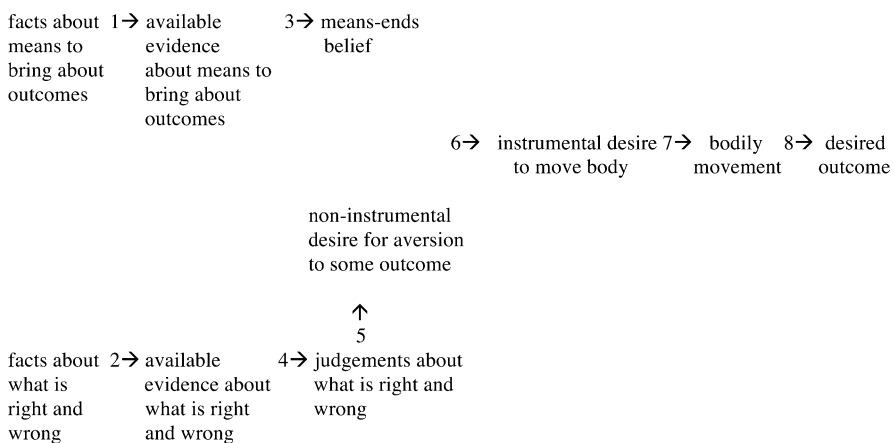 facts about 1→ available 3→ means-ends
means to evidence belief
bring about about means to
outcomes bring about
outcomes
6→ instrumental desire 7→ bodily 8→ desired
to move body movement outcome
non-instrumental
desire for aversion
to some outcome
↑
5
facts about 2→ available 4→ judgements about
what is evidence about what is right and
right and what is right wrong
wrong and wrong